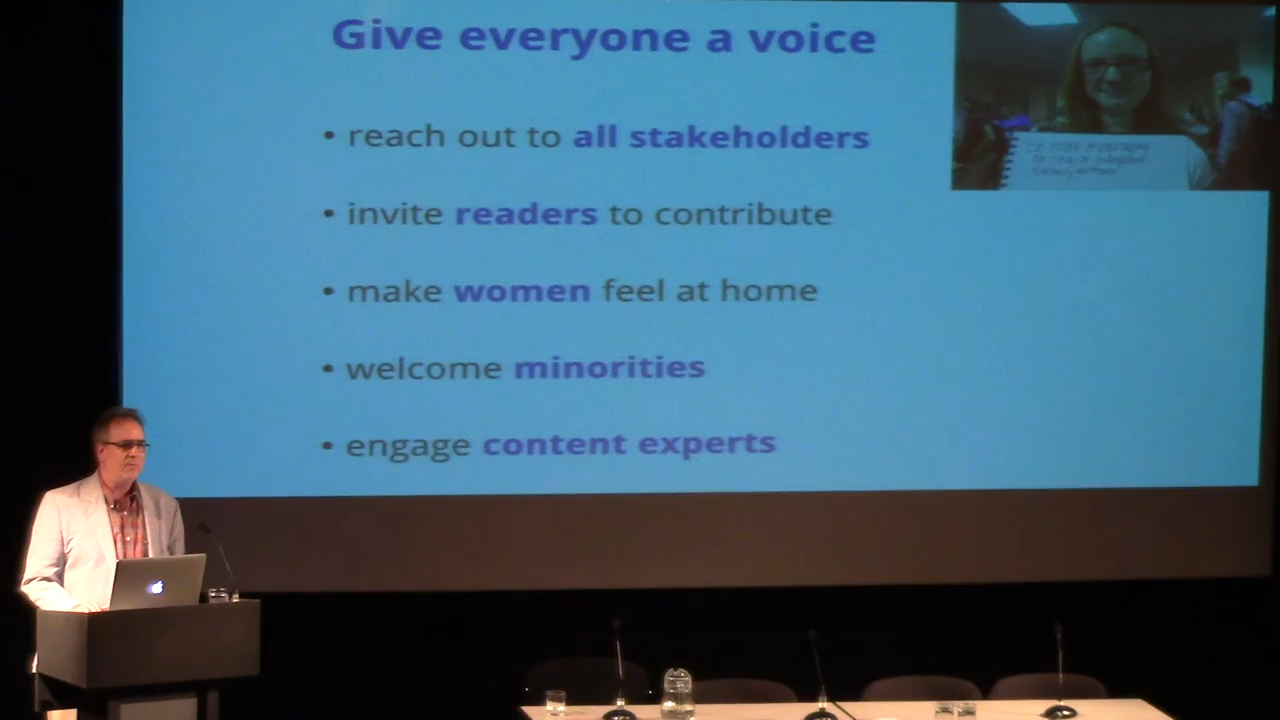 Give everyone a voice
• reach out to all stakeholders
• invite readers to contribute
• make women feel at home
• welcome minorities
• engage content experts